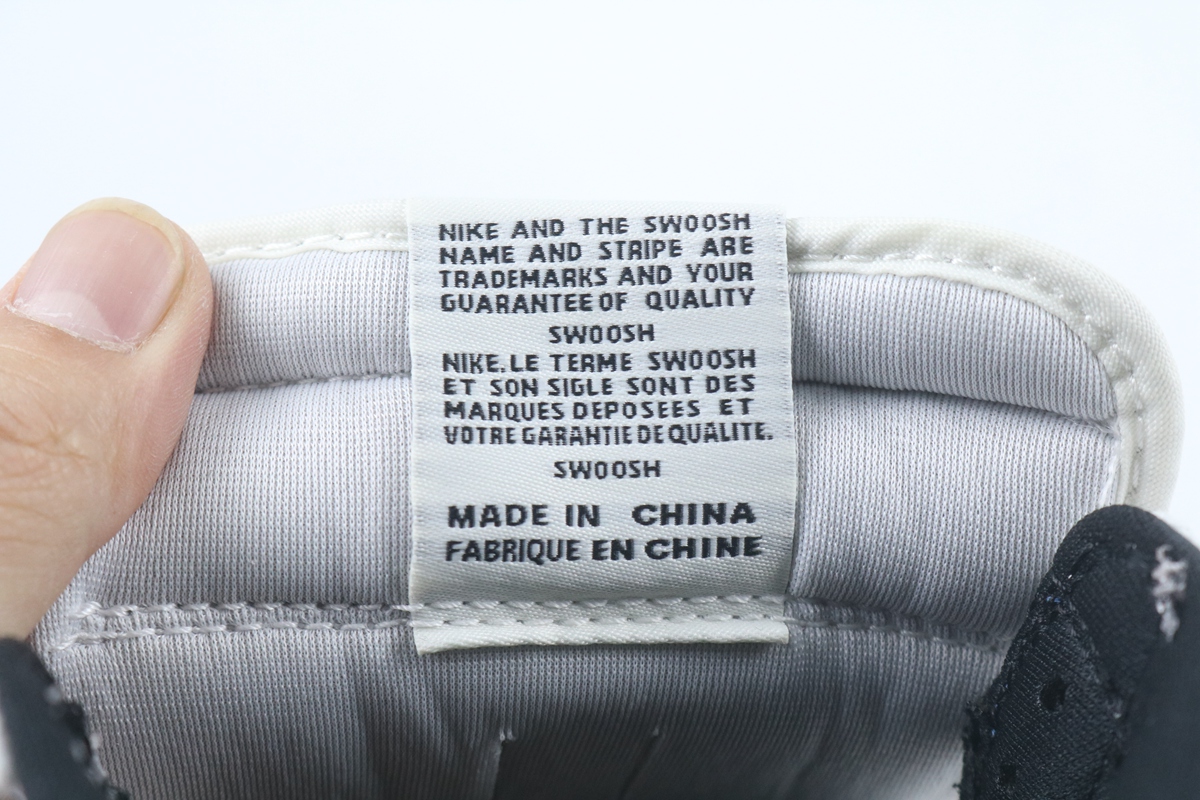 NIKE AND THE SWOOSH
NAME AND STRIPE ARE
TRADEMARKS AND YOUR
GUARANTEE OF QUALITY
SWOOSH
NIKE. LE TERME SWOOSH
ET SON SIGLE SONT DES
MARQUES DEPOSEES ET
VOTRE GARANTIE DE QUALITE.
SWOOSH
MADE IN CHINA
FABRIQUE EN CHINE